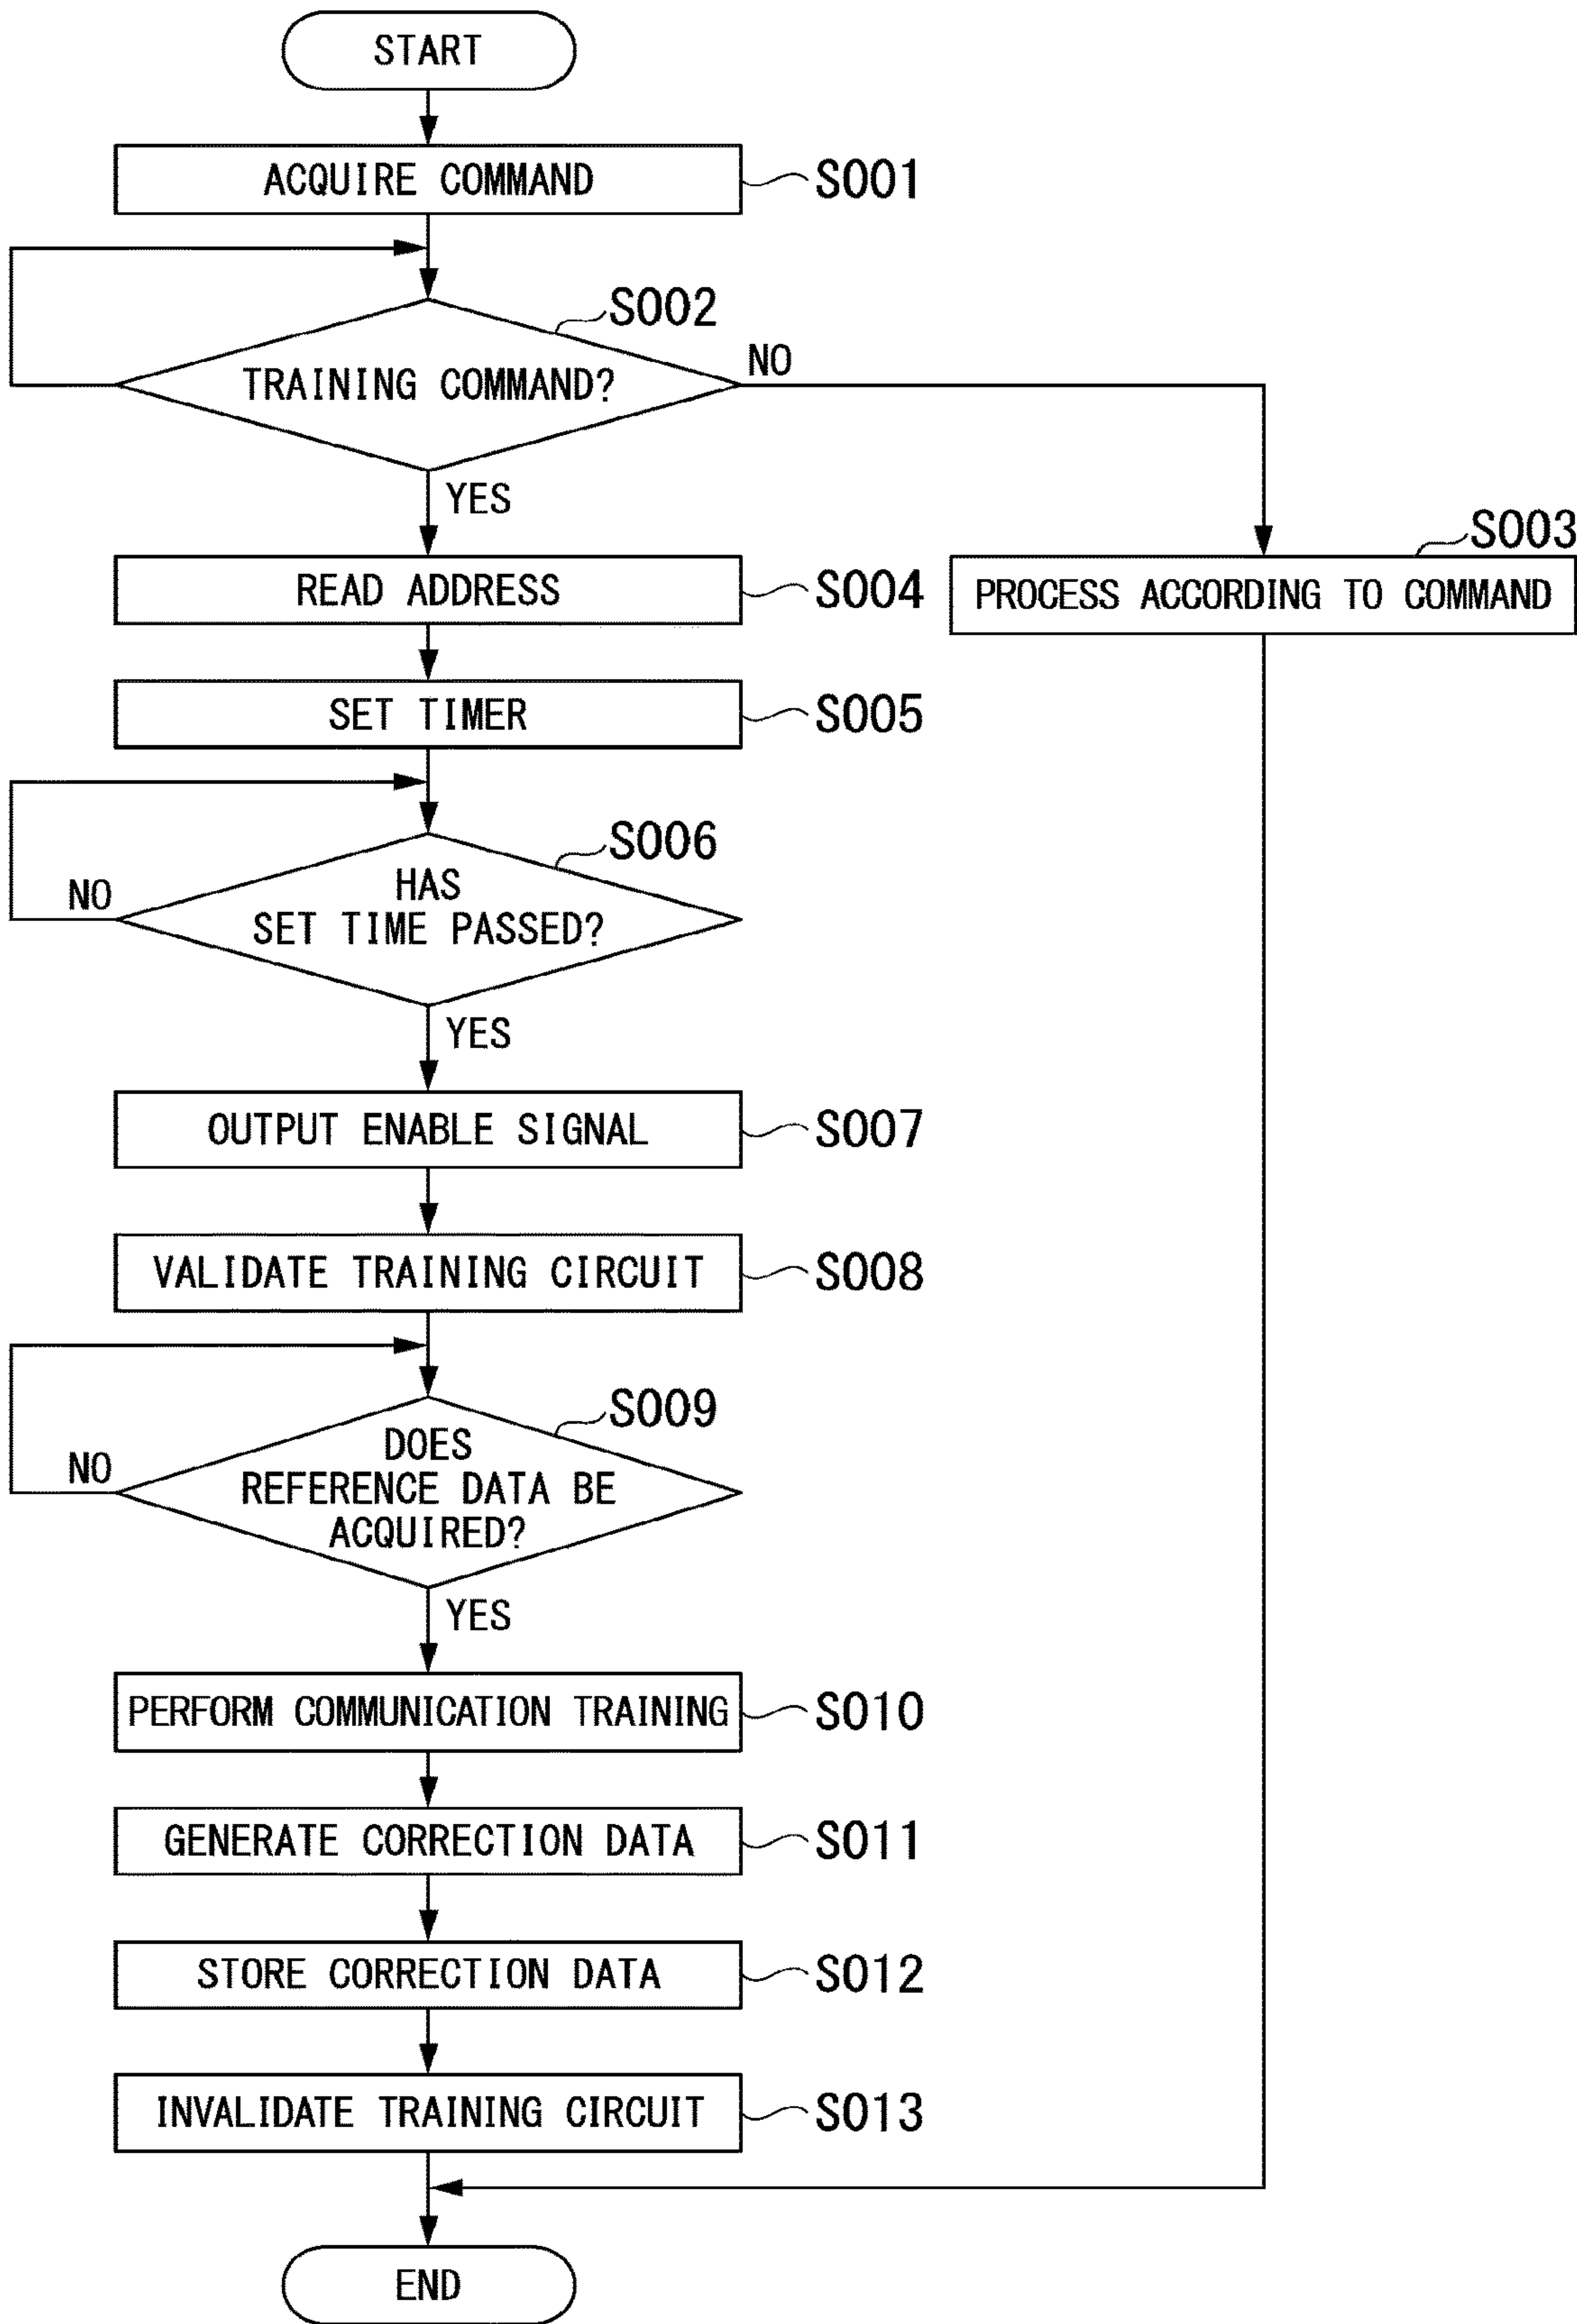 START
ACQUIRE COMMAND
S001
S002
TRAINING COMMAND?
NO
YES
S003
READ ADDRESS
S004
PROCESS ACCORDING TO COMMAND
SET TIMER
S005
S006
HAS
SET TIME PASSED?
NO
YES
OUTPUT ENABLE SIGNAL
S007
VALIDATE TRAINING CIRCUIT
S008
S009
DOES
REFERENCE DATA BE
ACQUIRED?
NO
YES
PERFORM COMMUNICATION TRAINING
S010
GENERATE CORRECTION DATA
S011
STORE CORRECTION DATA
S012
INVALIDATE TRAINING CIRCUIT
S013
END